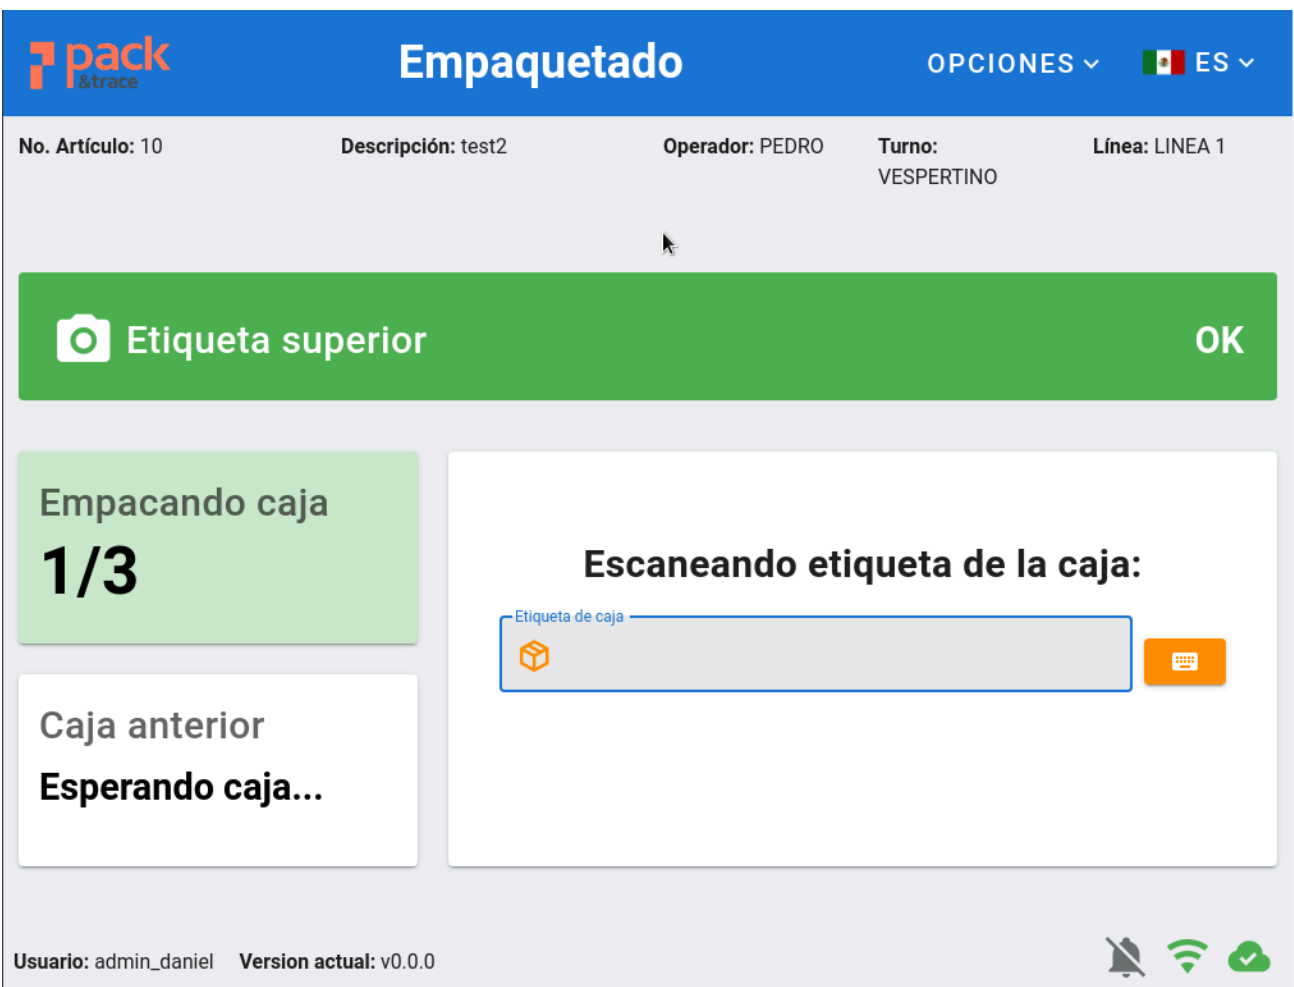 pack
&trace
Empaquetado
OPCIONES
ES
No. Artículo: 10
Descripción: test2
Operador: PEDRO
Turno:
VESPERTINO
Línea: LINEA 1
Etiqueta superior
OK
Empacando caja
1/3
Caja anterior
Esperando caja...
Escaneando etiqueta de la caja:
Etiqueta de caja
Usuario: admin_daniel
Version actual: v0.0.0